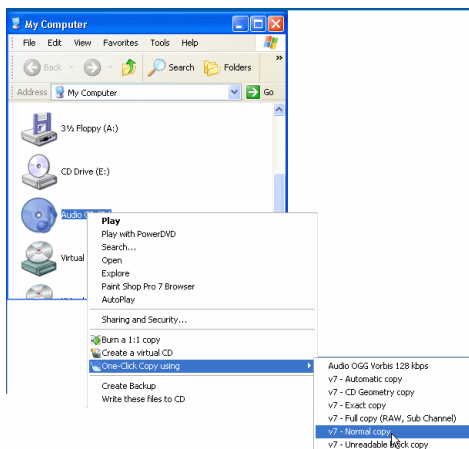 My Computer
File Edit View Favorites Tools Help
Back Search Folders »
Address My Computer Go
3½ Floppy (A:)
CD Drive (E:)
Audio
Play
Play with PowerDVD
Search...
Open
Explore
Paint Shop Pro 7 Browser
AutoPlay
Virtual
Sharing and Security...
Burn a 1:1 copy
Create a virtual CD
One-Click Copy using
Create Backup
Write these files to CD
Audio OGG Vorbis 128 kbps
v7 - Automatic copy
v7 - CD Geometry copy
v7 - Exact copy
v7 - Full copy (RAW, Sub Channel)
v7 - Normal copy
v7 - Unreadable Block copy